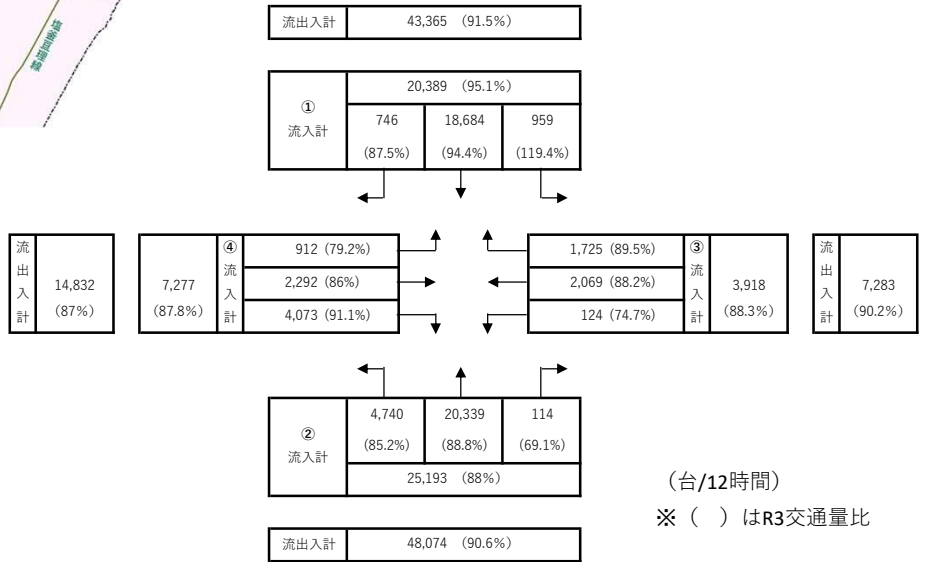 流出入計 43,365 (91.5%)
① 流入計 20,389 (95.1%)
746 18,684 959
(87.5%) (94.4%) (119.4%)
流出入計 14,832 (87%)
7,277 (87.8%) ④流入計
912 (79.2%)
2,292 (86%)
4,073 (91.1%)
1,725 (89.5%)
2,069 (88.2%)
124 (74.7%)
③流入計 3,918 (88.3%)
流出入計 7,283 (90.2%)
② 流入計
4,740 20,339 114
(85.2%) (88.8%) (69.1%)
25,193 (88%)
流出入計 48,074 (90.6%)
(台/12時間)
※( )はR3交通量比